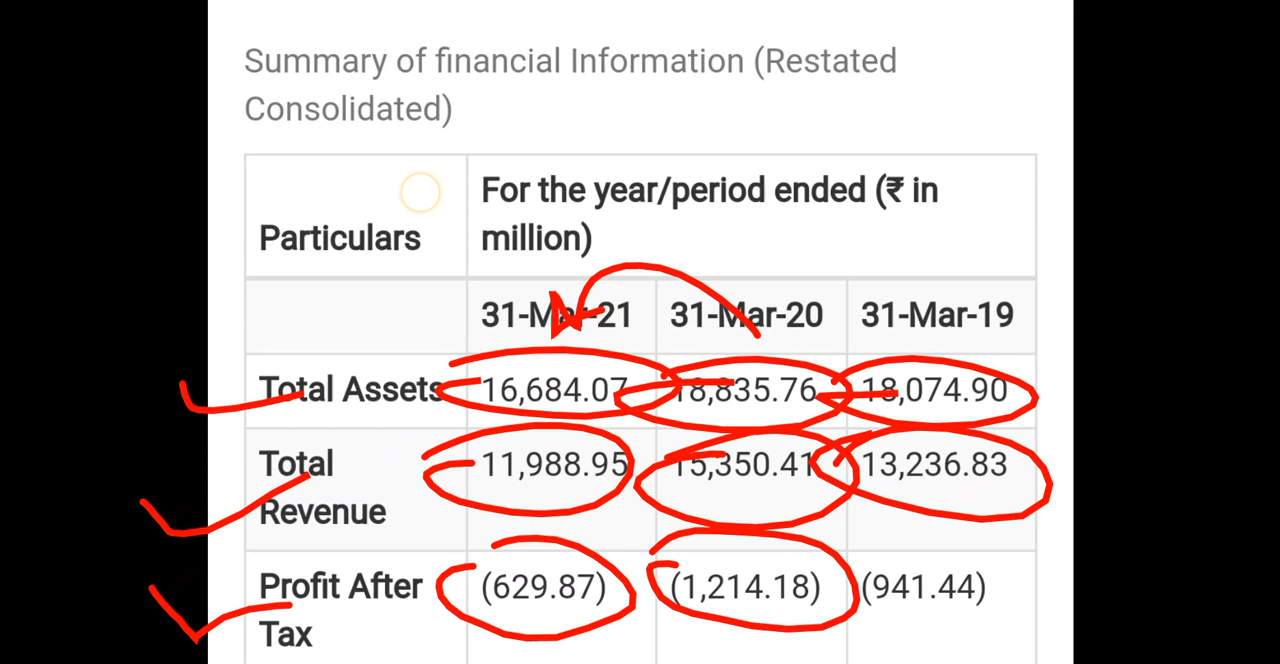 Summary of financial Information (Restated
Consolidated)
For the year/period ended (₹ in
Particulars million)
31-Mar-21 31-Mar-20 31-Mar-19
Total Assets 16,684.07 18,835.76 18,074.90
Total 11,988.95 15,350.41 13,236.83
Revenue
Profit After (629.87) (1,214.18) (941.44)
Tax